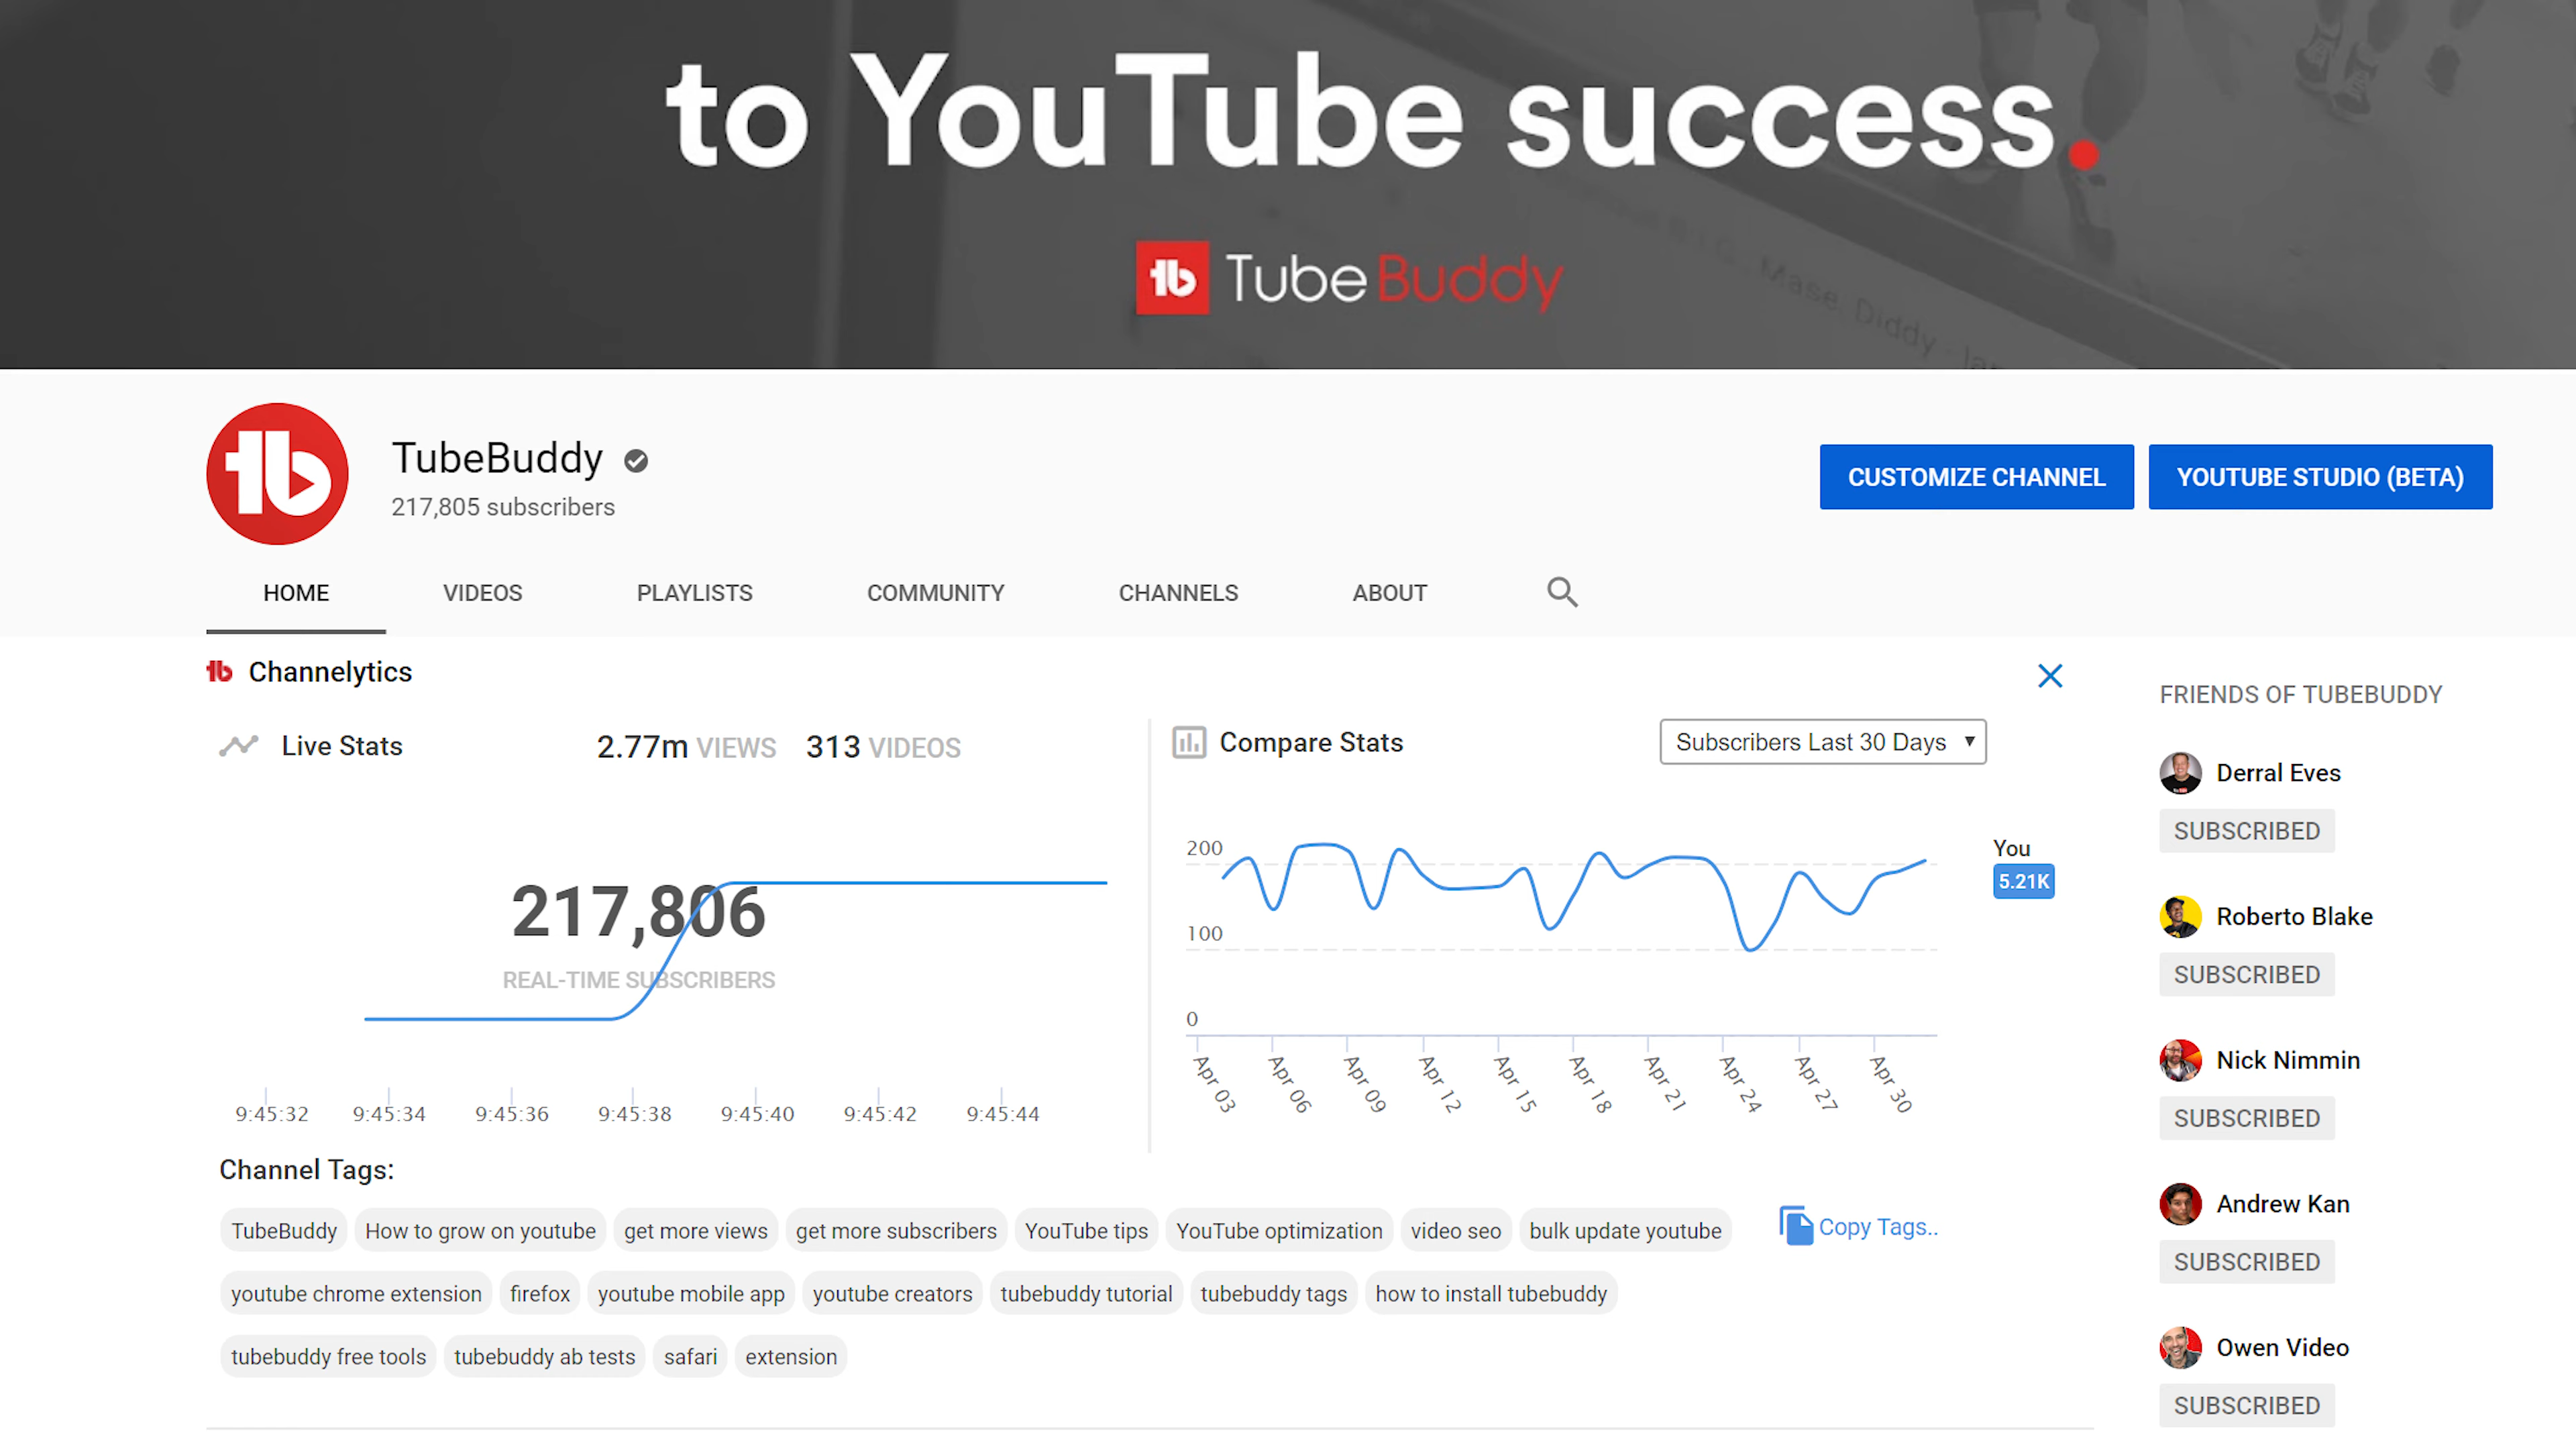 to YouTube success.
tb TubeBuddy
TubeBuddy
217,805 subscribers
CUSTOMIZE CHANNEL
YOUTUBE STUDIO (BETA)
HOME VIDEOS PLAYLISTS COMMUNITY CHANNELS ABOUT
tb Channelytics
Live Stats 2.77m VIEWS 313 VIDEOS
217,806
REAL-TIME SUBSCRIBERS
9:45:32 9:45:34 9:45:36 9:45:38 9:45:40 9:45:42 9:45:44
Compare Stats Subscribers Last 30 Days
200
100
0
Apr 03 Apr 06 Apr 09 Apr 12 Apr 15 Apr 18 Apr 21 Apr 24 Apr 27 Apr 30
You
5.21K
Channel Tags:
TubeBuddy How to grow on youtube get more views get more subscribers YouTube tips YouTube optimization video seo bulk update youtube
Copy Tags..
youtube chrome extension firefox youtube mobile app youtube creators tubebuddy tutorial tubebuddy tags how to install tubebuddy
tubebuddy free tools tubebuddy ab tests safari extension
FRIENDS OF TUBEBUDDY
Derral Eves
SUBSCRIBED
Roberto Blake
SUBSCRIBED
Nick Nimmin
SUBSCRIBED
Andrew Kan
SUBSCRIBED
Owen Video
SUBSCRIBED
Mase, Diddy